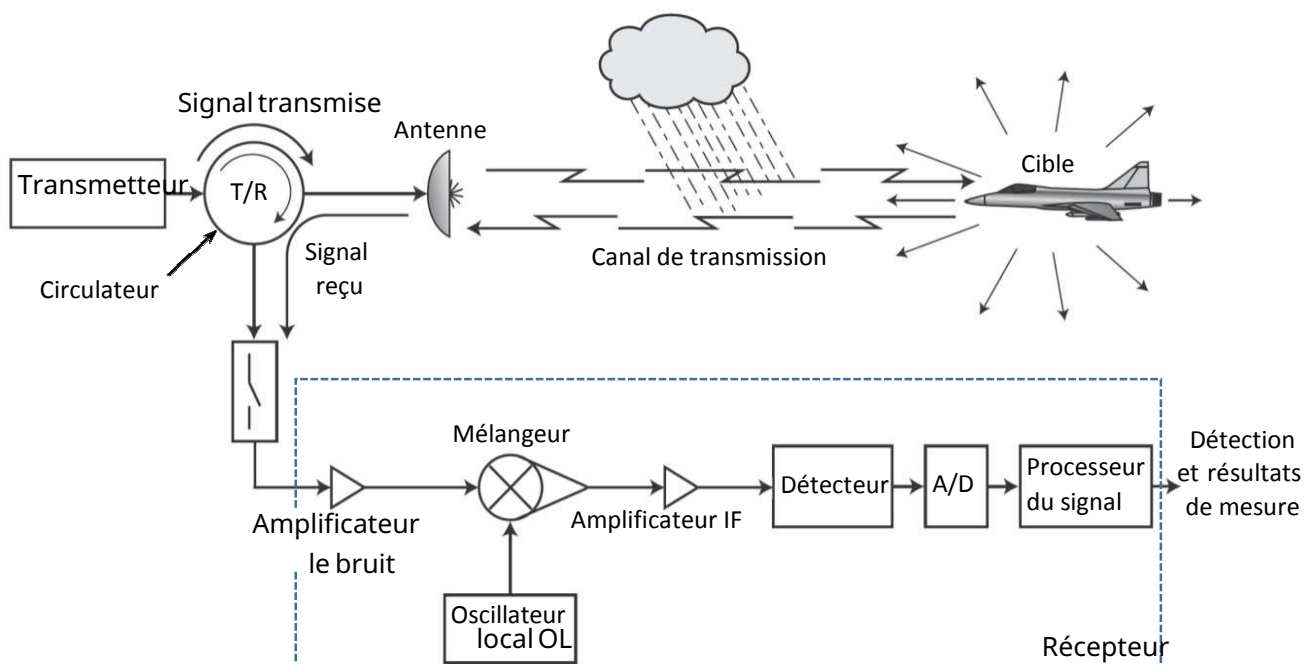 Signal transmise
Antenne
Cible
Transmetteur
T/R
Signal
reçu
Canal de transmission
Circulateur
Mélangeur
Détection
et résultats
de mesure
Détecteur
A/D
Processeur
du signal
Amplificateur
le bruit
Amplificateur IF
Oscillateur
local OL
Récepteur